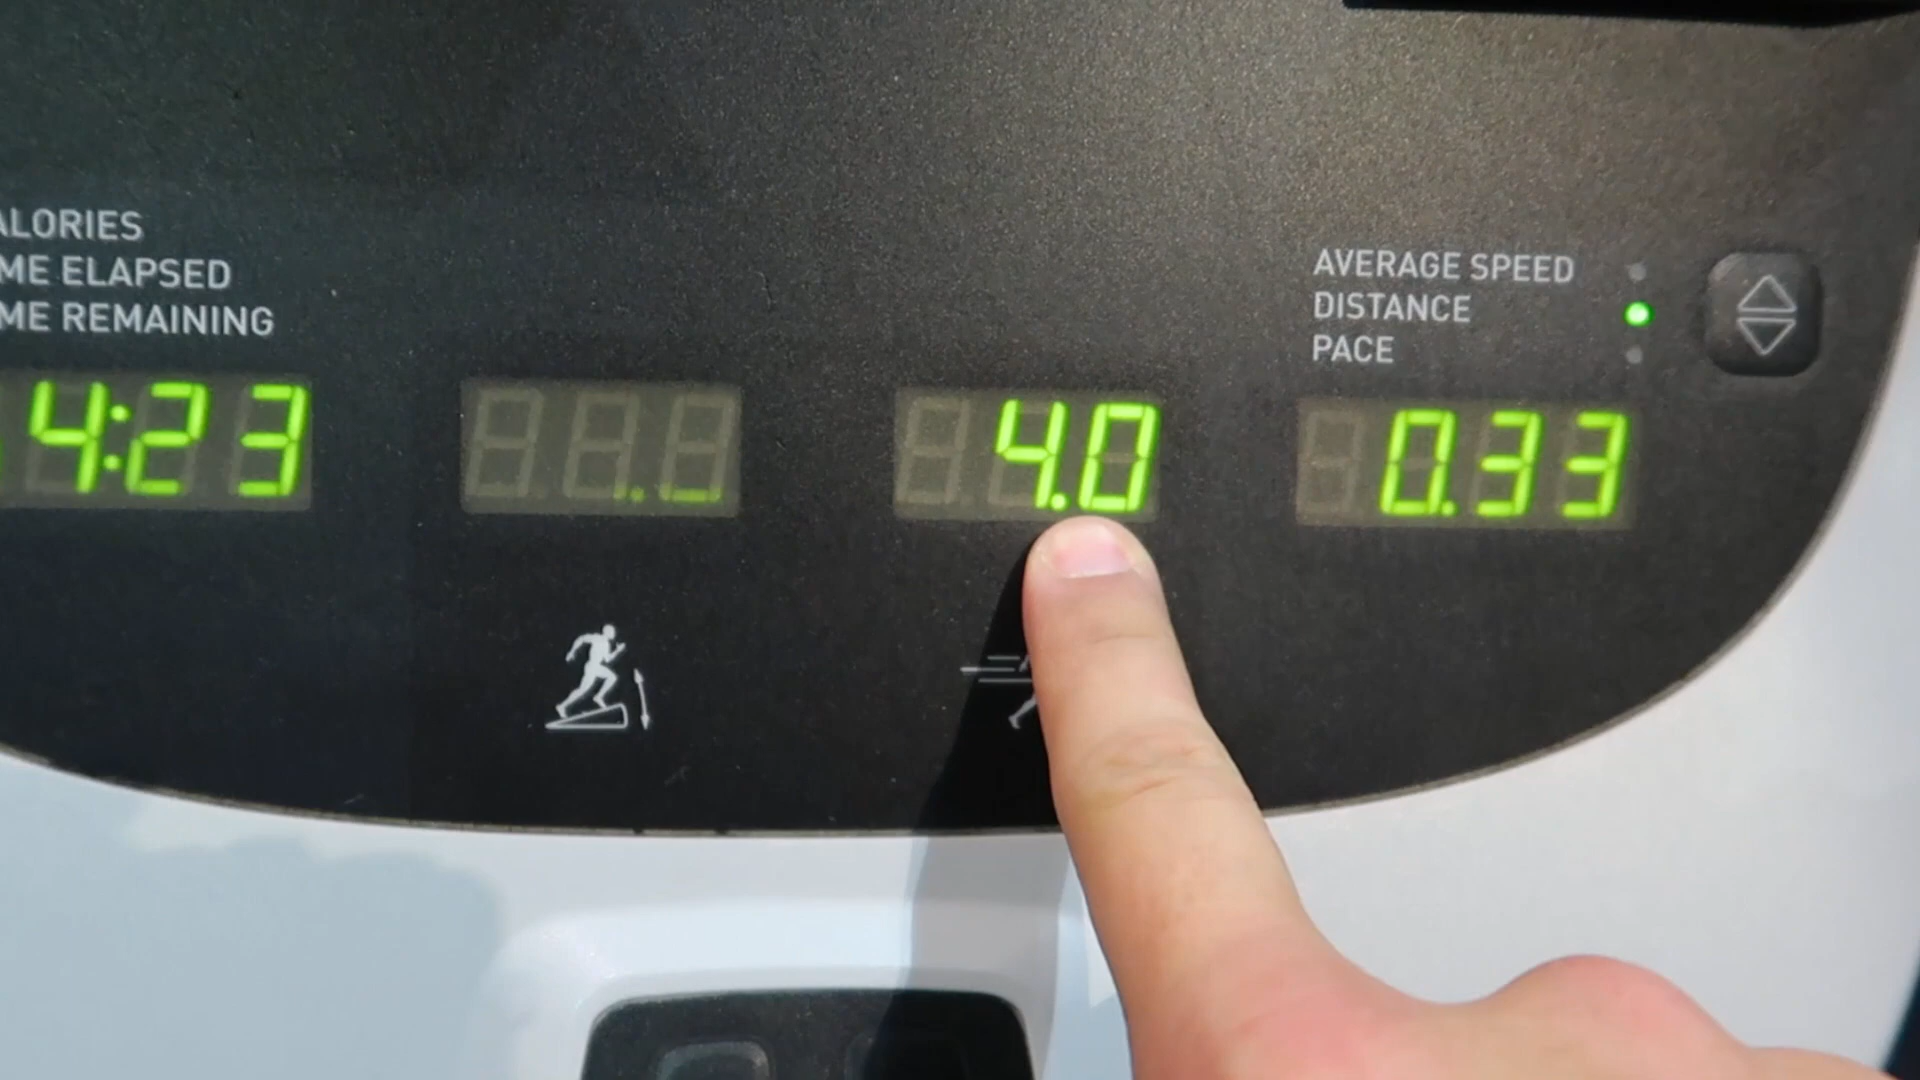 ALORIES
ME ELAPSED
ME REMAINING
AVERAGE SPEED
DISTANCE
PACE
4:23
4.0
0.33